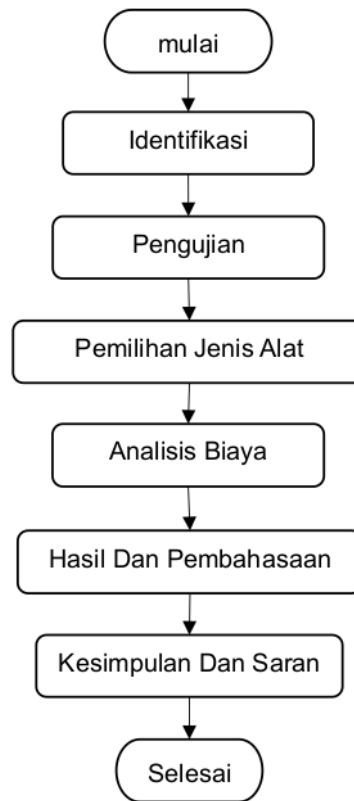 mulai
Identifikasi
Pengujian
Pemilihan Jenis Alat
Analisis Biaya
Hasil Dan Pembahasaan
Kesimpulan Dan Saran
Selesai